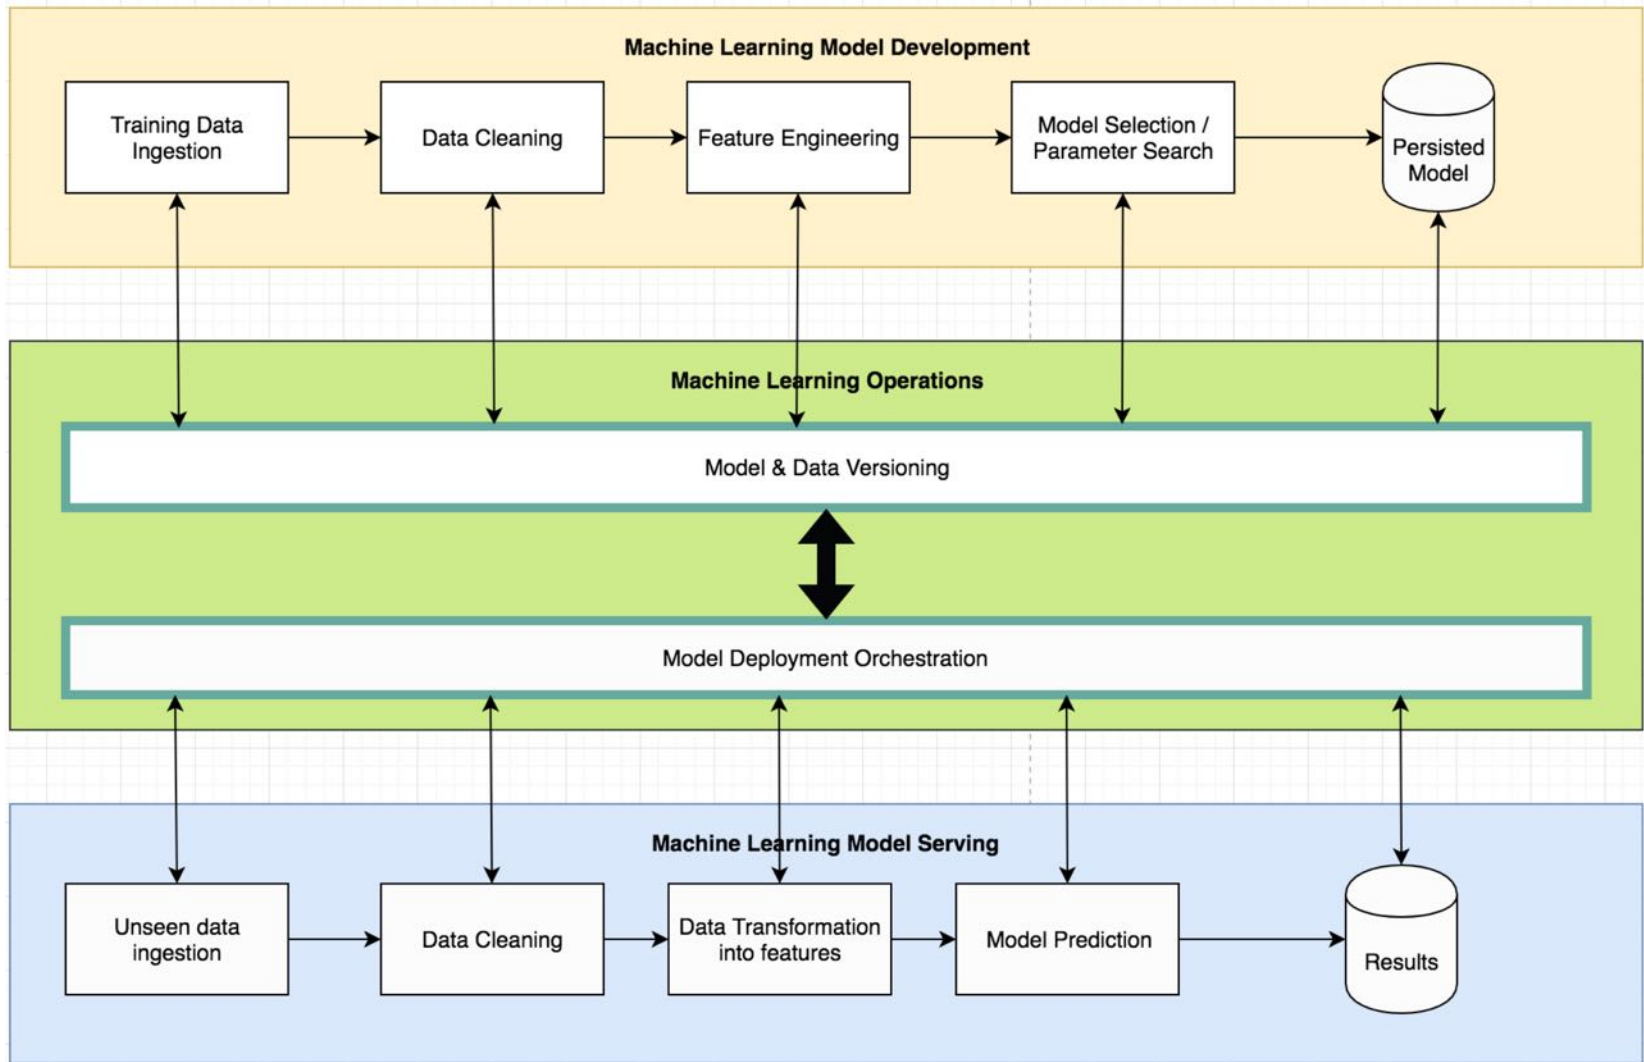 Machine Learning Model Development
Training Data
Ingestion
Data Cleaning
Feature Engineering
Model Selection /
Parameter Search
Persisted
Model
Machine Learning Operations
Model & Data Versioning
Model Deployment Orchestration
Machine Learning Model Serving
Unseen data
ingestion
Data Cleaning
Data Transformation
into features
Model Prediction
Results